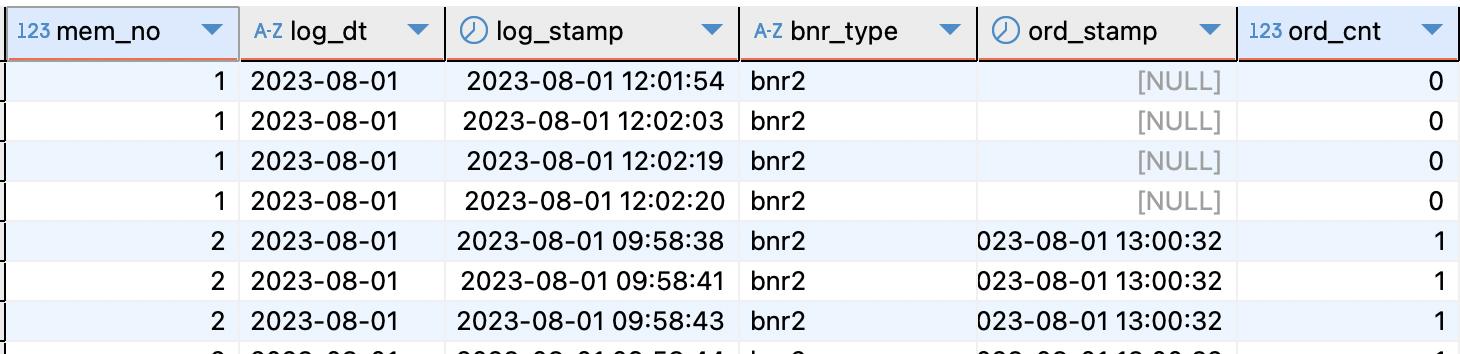 123 mem_no A-Z log_dt log_stamp A-Z bnr_type ord_stamp 123 ord_cnt
1 2023-08-01 2023-08-01 12:01:54 bnr2 [NULL] 0
1 2023-08-01 2023-08-01 12:02:03 bnr2 [NULL] 0
1 2023-08-01 2023-08-01 12:02:19 bnr2 [NULL] 0
1 2023-08-01 2023-08-01 12:02:20 bnr2 [NULL] 0
2 2023-08-01 2023-08-01 09:58:38 bnr2 023-08-01 13:00:32 1
2 2023-08-01 2023-08-01 09:58:41 bnr2 023-08-01 13:00:32 1
2 2023-08-01 2023-08-01 09:58:43 bnr2 023-08-01 13:00:32 1